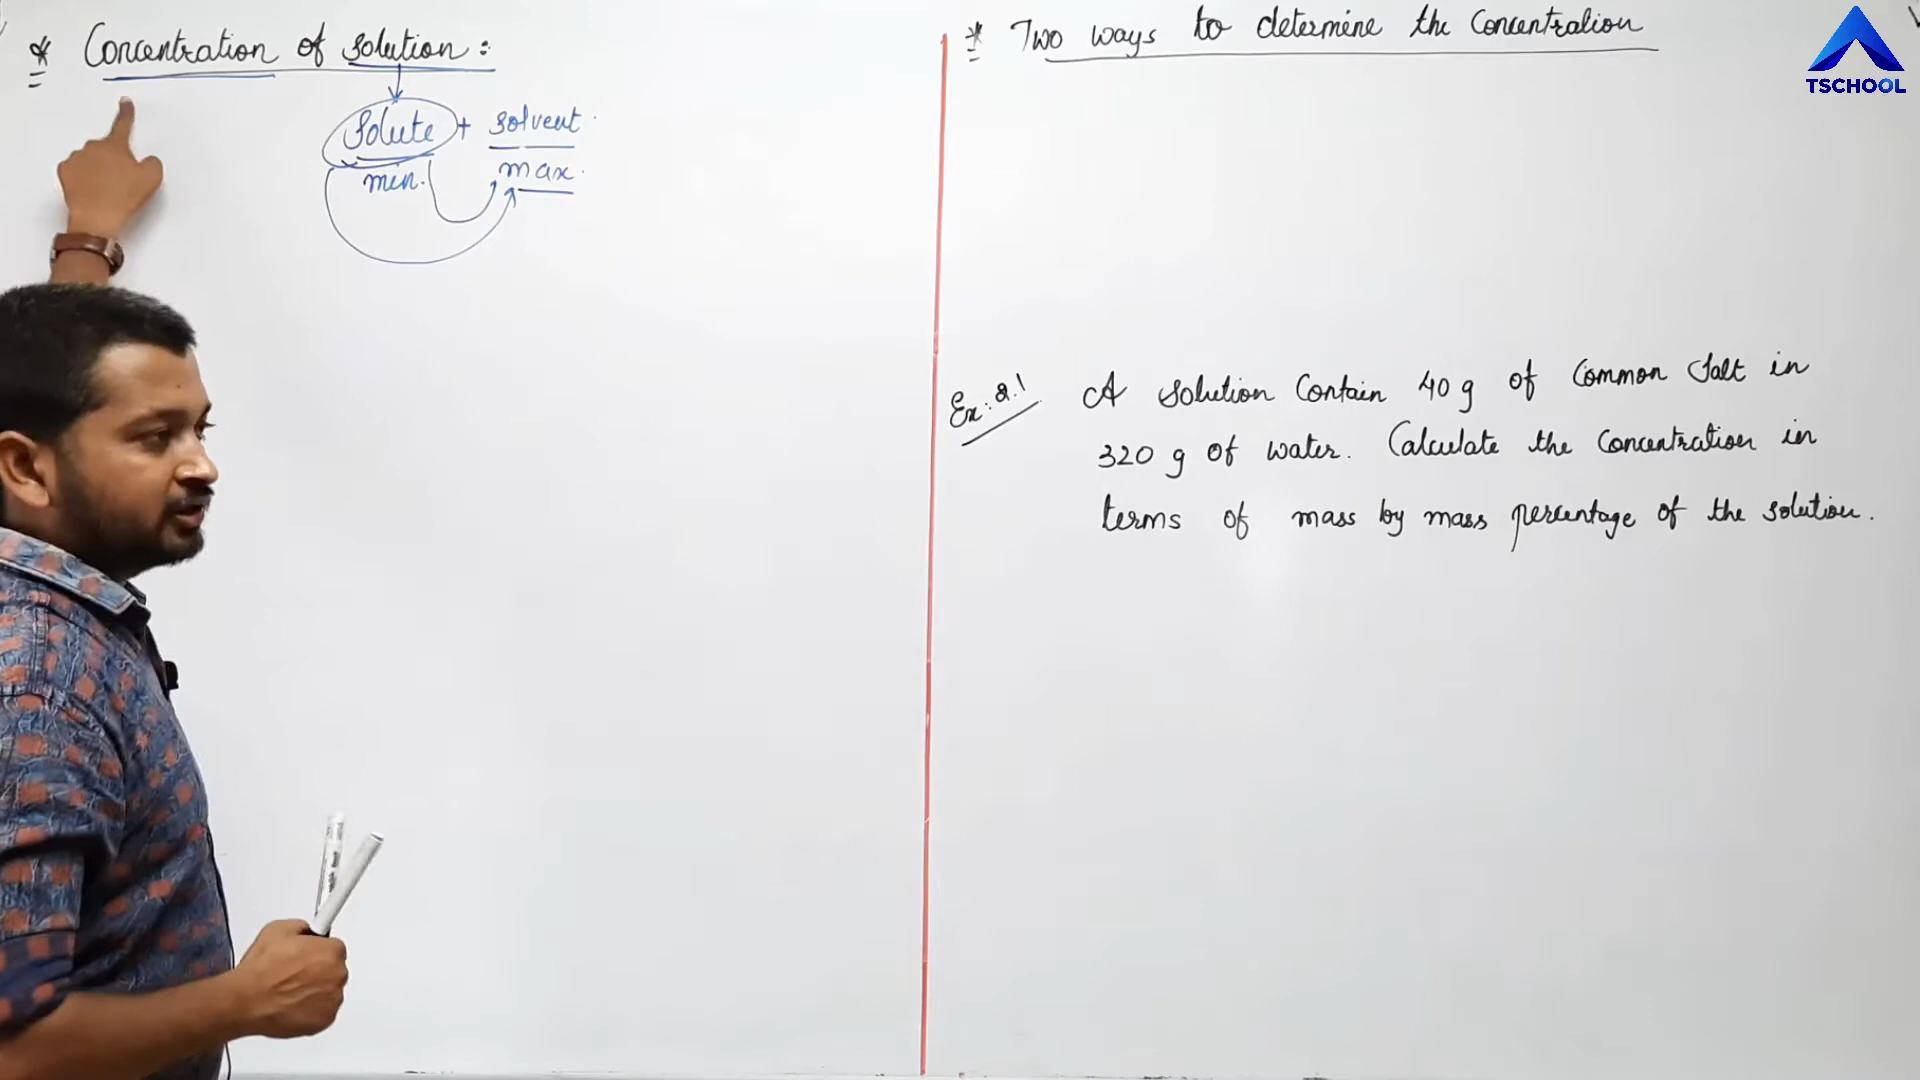 * Concentration of solution :
Solute + solvent.
min. max.
* Two ways to determine the Concentration
Ex: 2.1 A solution Contain 40 g of Common Salt in
320 g of water. Calculate the Concentration in
terms of mass by mass percentage of the solution.
TSCHOOL